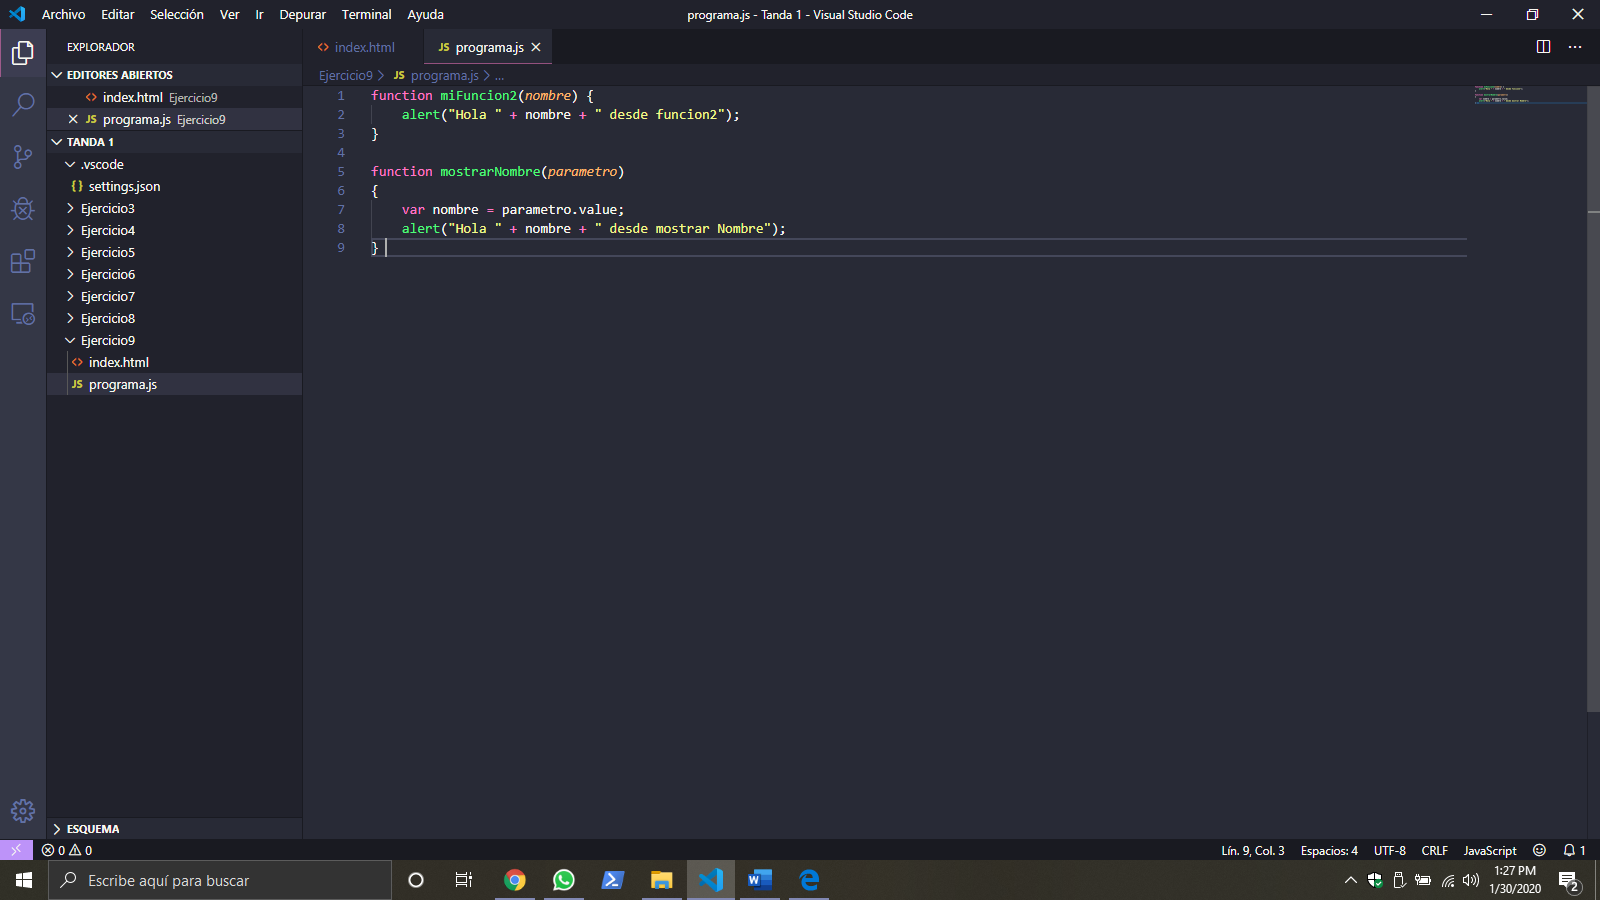 Archivo Editar Selección Ver Ir Depurar Terminal Ayuda
programa.js - Tanda 1 - Visual Studio Code
EXPLORADOR
EDITORES ABIERTOS
index.html Ejercicio9
programa.js Ejercicio9
TANDA 1
.vscode
settings.json
Ejercicio3
Ejercicio4
Ejercicio5
Ejercicio6
Ejercicio7
Ejercicio8
Ejercicio9
index.html
programa.js
ESQUEMA
index.html
JS programa.js
Ejercicio9 > JS programa.js > ...
1 function miFuncion2(nombre) {
2 alert("Hola " + nombre + " desde funcion2");
3 }
4
5 function mostrarNombre(parametro)
6 {
7 var nombre = parametro.value;
8 alert("Hola " + nombre + " desde mostrar Nombre");
9 }
0 0
Lín. 9, Col. 3 Espacios: 4 UTF-8 CRLF JavaScript 1
Escribe aquí para buscar
1:27 PM
1/30/2020
2